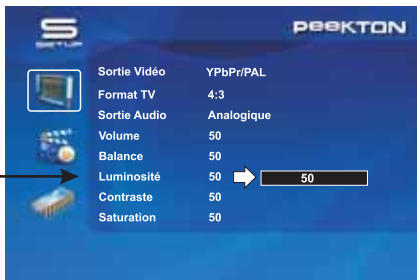 S
SETUP
PEEKTON
Sortie Vidéo YPbPr/PAL
Format TV 4:3
Sortie Audio Analogique
Volume 50
Balance 50
Luminosité 50 50
Contraste 50
Saturation 50